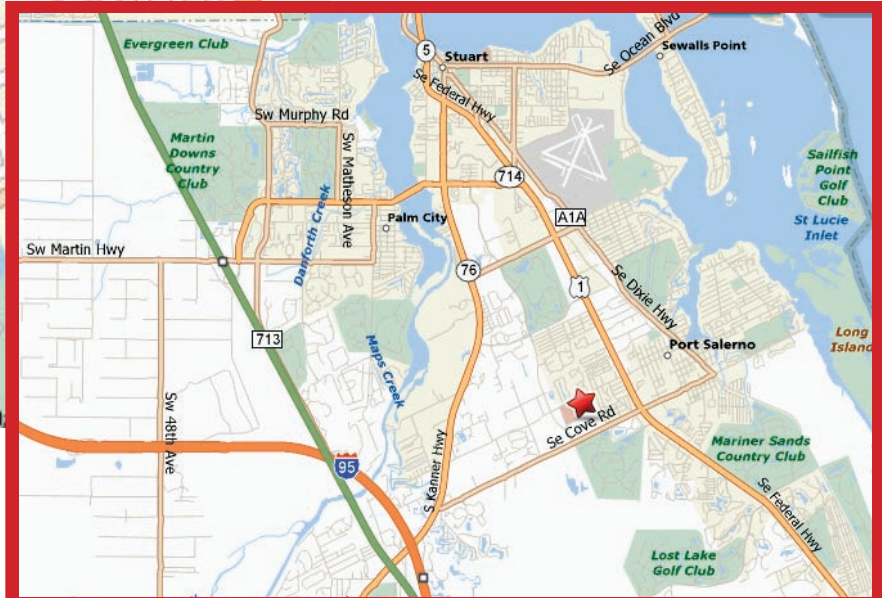 Evergreen Club
5
Stuart
Se Ocean Blvd
Sewalls Point
Se Federal Hwy
Sw Murphy Rd
Martin
Downs
Country
Club
Sw Matheson Ave
714
Sailfish
Point
Golf
Club
Danforth Creek
Palm City
A1A
St Lucie
Inlet
Sw Martin Hwy
76
Se Dixie Hwy
1
713
Maps Creek
Port Salerno
Long
Island
Sw 48th Ave
Se Cove Rd
S Kanner Hwy
95
Mariner Sands
Country Club
Se Federal Hwy
Lost Lake
Golf Club